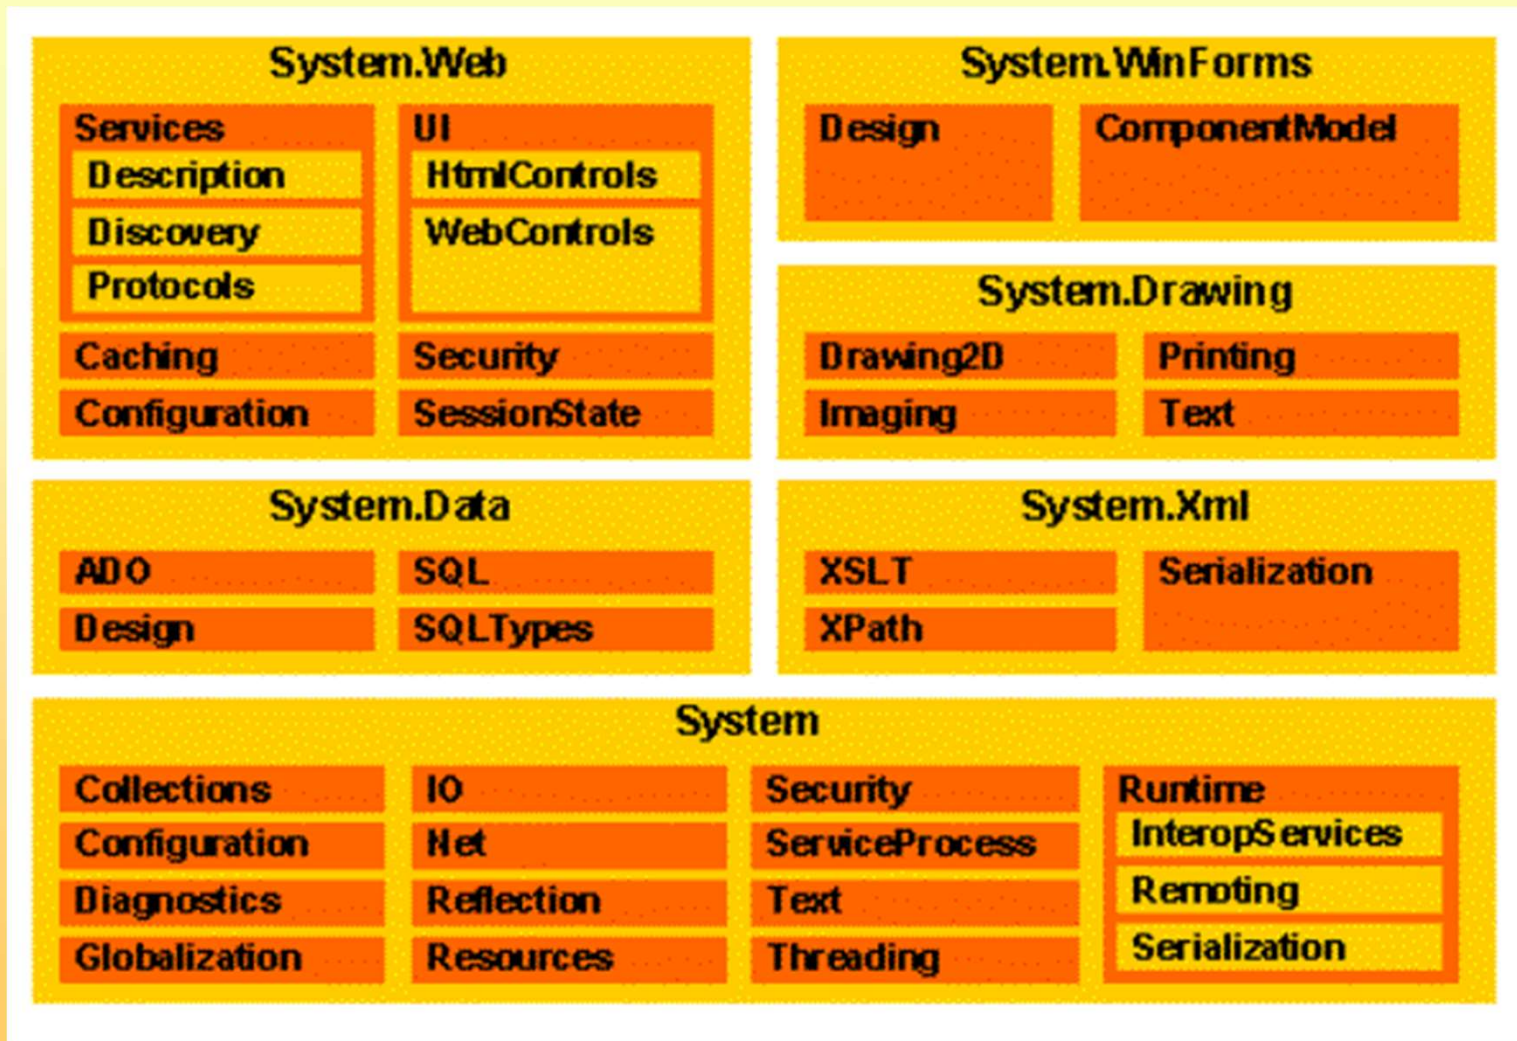 System.Web
Services
Description
Discovery
Protocols
Caching
Configuration
UI
HtmlControls
WebControls
Security
SessionState
System.WinForms
Design
ComponentModel
System.Drawing
Drawing2D
Imaging
Printing
Text
System.Data
ADO
Design
SQL
SQLTypes
System.Xml
XSLT
XPath
Serialization
System
Collections
Configuration
Diagnostics
Globalization
IO
Net
Reflection
Resources
Security
ServiceProcess
Text
Threading
Runtime
InteropServices
Remoting
Serialization